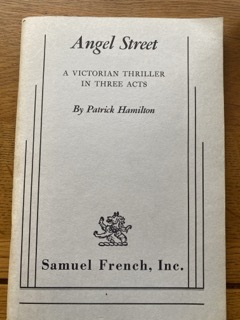 Angel Street
A VICTORIAN THRILLER
IN THREE ACTS
By Patrick Hamilton
Samuel French, Inc.